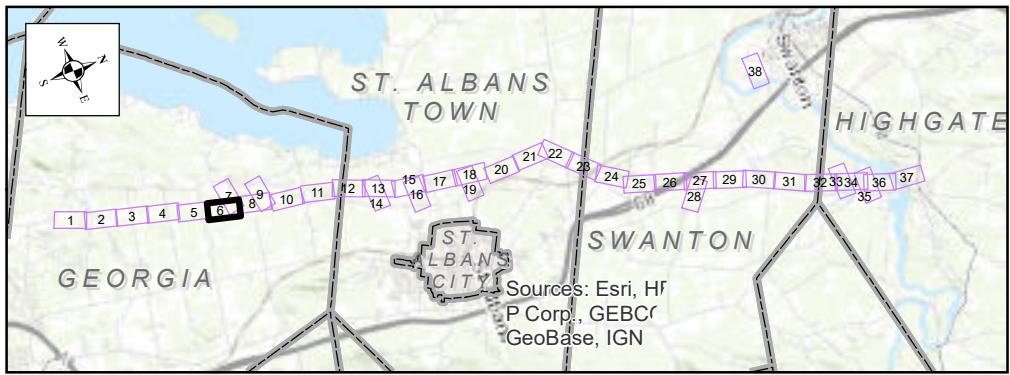 W
N
S
E
ST. ALBANS
TOWN
38
Swanton
HIGHGATE
21
22
23
20
24
18
19
17
15
16
13
14
12
11
10
9
8
7
6
5
4
3
2
1
25
26
27
28
29
30
31
32
33
34
35
36
37
GEORGIA
ST.
ALBANS
CITY
SWANTON
Sources: Esri, HE
P Corp., GEBCO
GeoBase, IGN